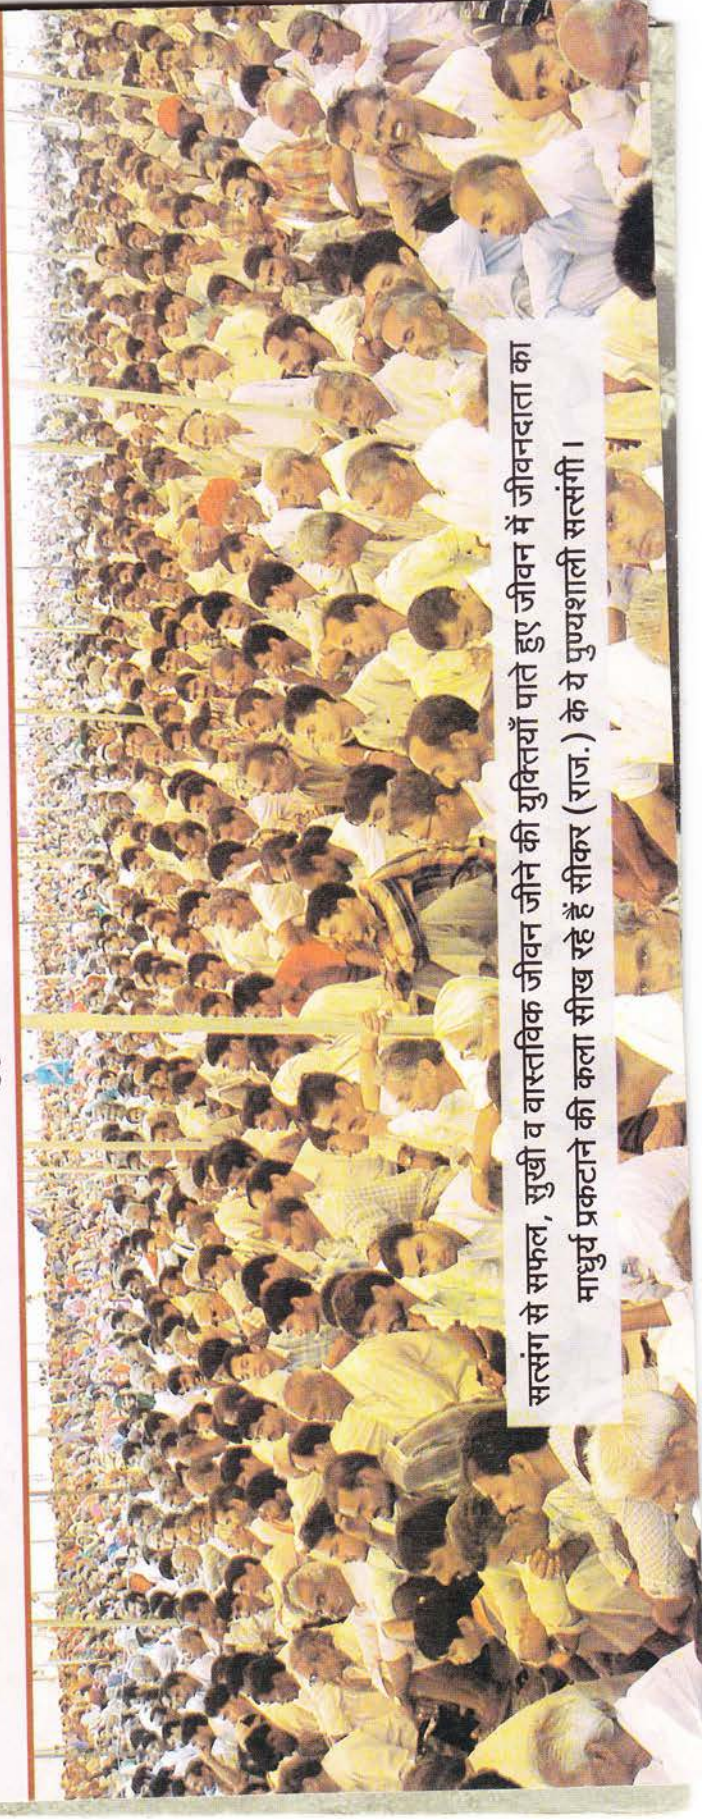 सत्संग से सफल, सुखी व वास्तविक जीवन जीने की युक्तियाँ पाते हुए जीवन में जीवनदाता का
माधुर्य प्रकटाने की कला सीख रहे हैं सीकर (राज.) के ये पुण्यशाली सत्संगी।